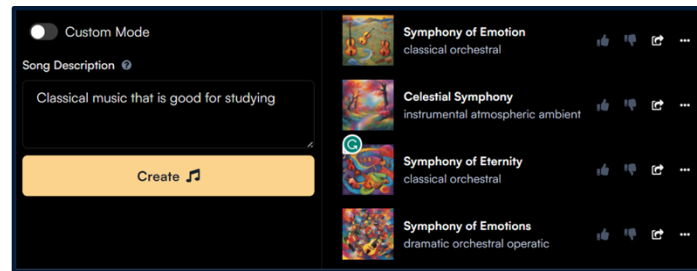 Custom Mode
Song Description
Classical music that is good for studying
Create
Symphony of Emotion
classical orchestral
Celestial Symphony
instrumental atmospheric ambient
Symphony of Eternity
classical orchestral
Symphony of Emotions
dramatic orchestral operatic